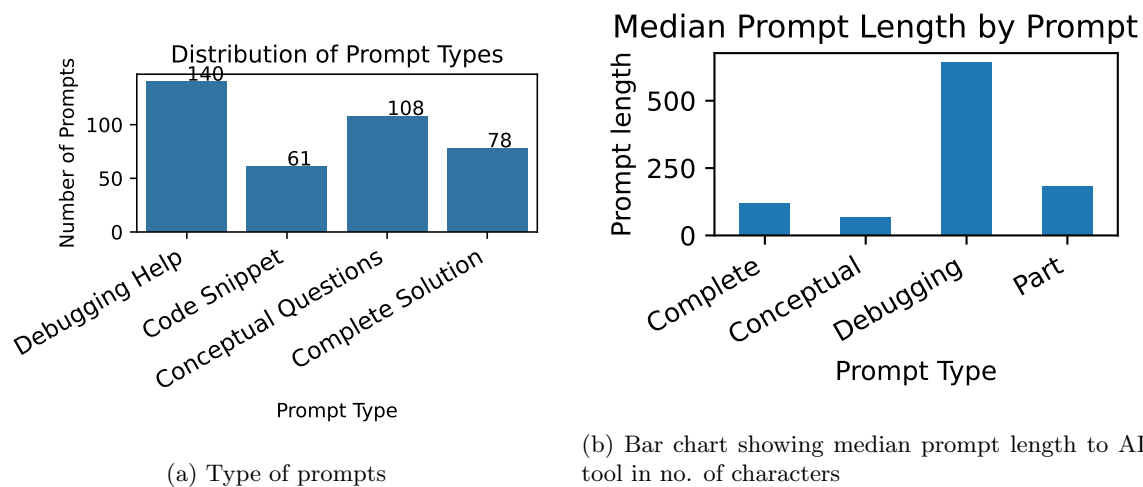 Distribution of Prompt Types
Number of Prompts
100
50
0
140
61
108
78
Debugging Help
Code Snippet
Conceptual Questions
Complete Solution
Prompt Type
(a) Type of prompts
Median Prompt Length by Prompt
Prompt length
500
250
0
Complete
Conceptual
Debugging
Part
Prompt Type
(b) Bar chart showing median prompt length to AI
tool in no. of characters